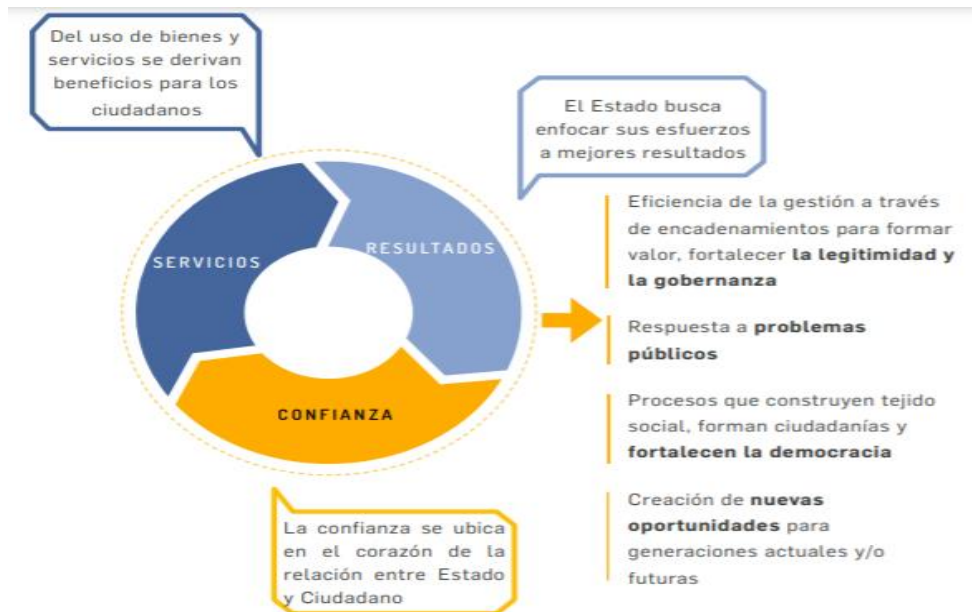 Del uso de bienes y
servicios se derivan
beneficios para los
ciudadanos
El Estado busca
enfocar sus esfuerzos
a mejores resultados
SERVICIOS
RESULTADOS
CONFIANZA
La confianza se ubica
en el corazón de la
relación entre Estado
y Ciudadano
Eficiencia de la gestión a través
de encadenamientos para formar
valor, fortalecer la legitimidad y
la gobernanza
Respuesta a problemas
públicos
Procesos que construyen tejido
social, forman ciudadanías y
fortalecen la democracia
Creación de nuevas
oportunidades para
generaciones actuales y/o
futuras